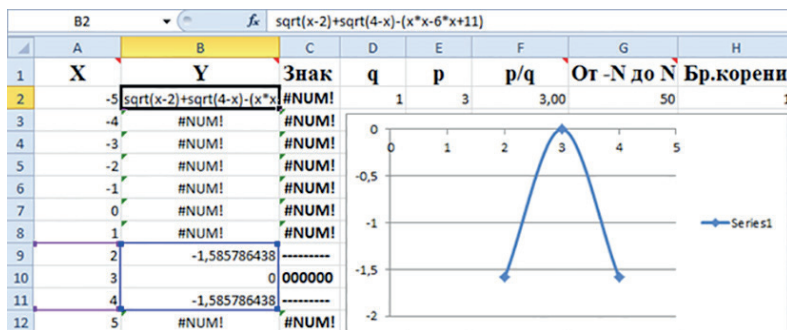 B2 fx sqrt(x-2)+sqrt(4-x)-(x*x-6*x+11)
A B C D E F G H
1 X Y Знак q p p/q От -N до N Бр.корени
2 -5 sqrt(x-2)+sqrt(4-x)-(x*x #NUM! 1 3 3,00 50 1
3 -4 #NUM! #NUM!
4 -3 #NUM! #NUM!
5 -2 #NUM! #NUM!
6 -1 #NUM! #NUM!
7 0 #NUM! #NUM!
8 1 #NUM! #NUM!
9 2 -1,585786438 ---------
10 3 0 000000
11 4 -1,585786438 ---------
12 5 #NUM! #NUM!
0
0 1 2 3 4 5
-0,5
-1
Series1
-1,5
-2